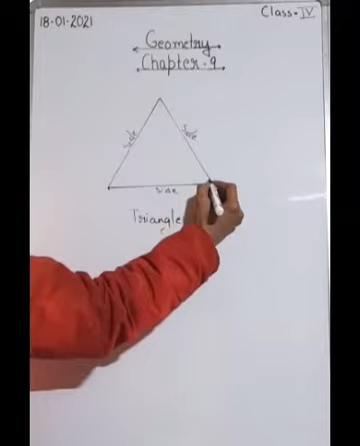 18-01-2021
Class-IV
Geometry
Chapter-9
Side
Side
Side
Triangle